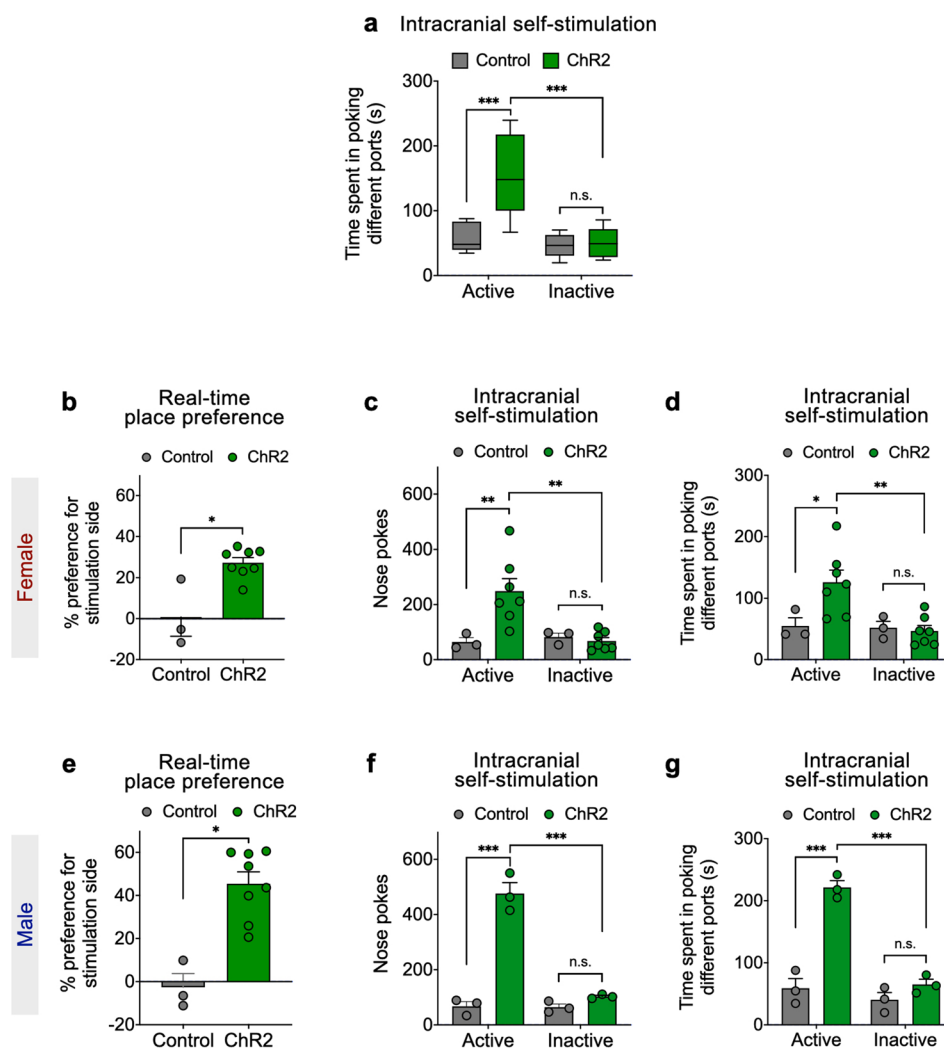 a Intracranial self-stimulation
Control ChR2
Time spent in poking
different ports (s)
300
200
100
0
***
***
n.s.
Active Inactive
Female
b Real-time
place preference
Control ChR2
% preference for
stimulation side
60
40
20
0
-20
*
Control ChR2
c Intracranial
self-stimulation
Control ChR2
Nose pokes
600
400
200
0
**
**
n.s.
Active Inactive
d Intracranial
self-stimulation
Control ChR2
Time spent in poking
different ports (s)
300
200
100
0
*
**
n.s.
Active Inactive
Male
e Real-time
place preference
Control ChR2
% preference for
stimulation side
60
40
20
0
-20
*
Control ChR2
f Intracranial
self-stimulation
Control ChR2
Nose pokes
600
400
200
0
***
***
n.s.
Active Inactive
g Intracranial
self-stimulation
Control ChR2
Time spent in poking
different ports (s)
300
200
100
0
***
***
n.s.
Active Inactive